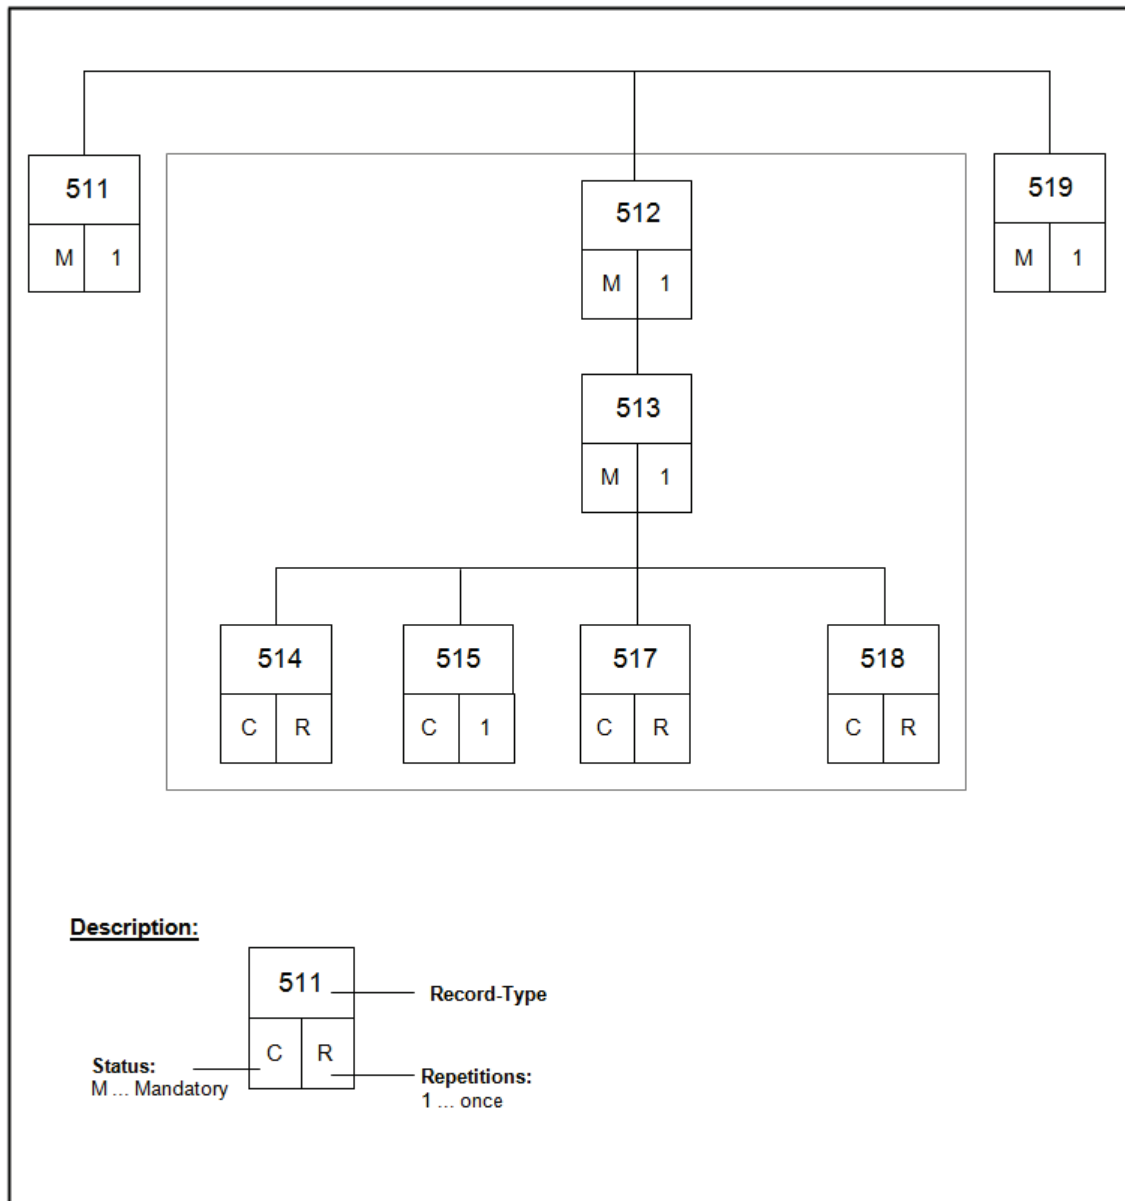 511
M 1
512
M 1
519
M 1
513
M 1
514
C R
515
C 1
517
C R
518
C R
Description:
511
Record-Type
C R
Status:
M ... Mandatory
Repetitions:
1 ... once